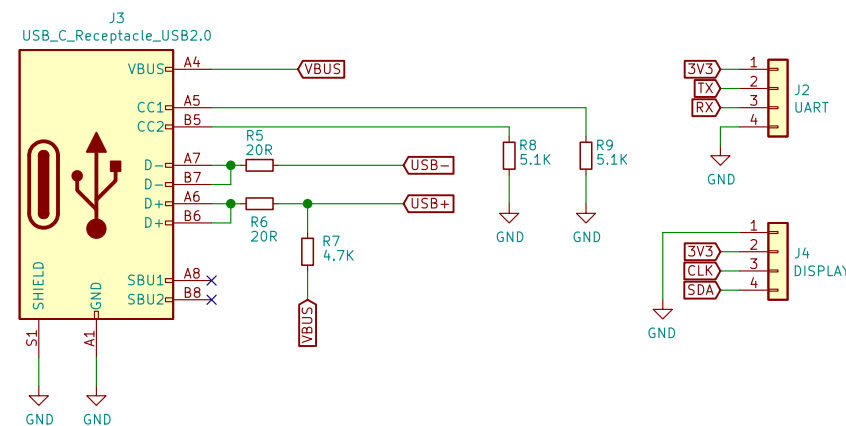 J3
USB_C_Receptacle_USB2.0
VBUS A4 VBUS
CC1 A5
CC2 B5
R5
20R
D- A7 USB-
D- B7
D+ A6 USB+
D+ B6
R6
20R
R7
4.7K
VBUS
R8
5.1K
R9
5.1K
GND
GND
SBU1 A8
SBU2 B8
SHIELD
GND
S1
A1
GND
GND
3V3 1
TX 2
RX 3
4
J2
UART
GND
1
3V3 2
CLK 3
SDA 4
J4
DISPLAY
GND